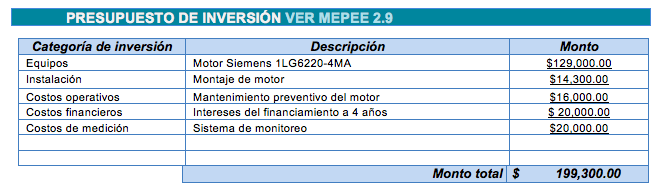 PRESUPUESTO DE INVERSIÓN VER MEPEE 2.9
Categoría de inversión Descripción Monto
Equipos Motor Siemens 1LG6220-4MA $129,000.00
Instalación Montaje de motor $14,300.00
Costos operativos Mantenimiento preventivo del motor $16,000.00
Costos financieros Intereses del financiamiento a 4 años $ 20,000.00
Costos de medición Sistema de monitoreo $20,000.00
Monto total $ 199,300.00